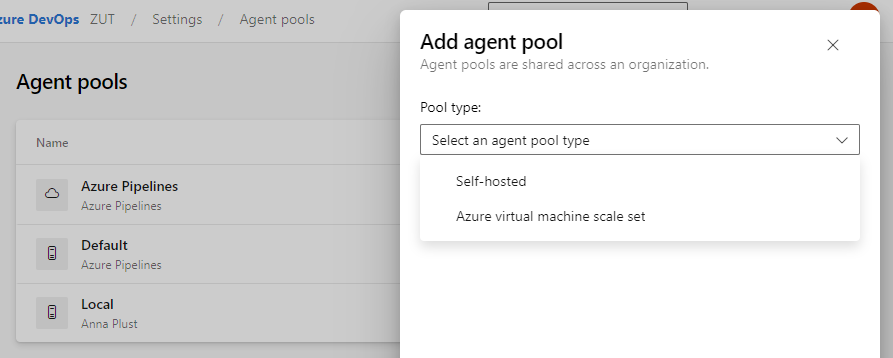 zure DevOps ZUT / Settings / Agent pools
Agent pools
Name
Azure Pipelines
Azure Pipelines
Default
Azure Pipelines
Local
Anna Plust
Add agent pool
Agent pools are shared across an organization.
Pool type:
Select an agent pool type
Self-hosted
Azure virtual machine scale set